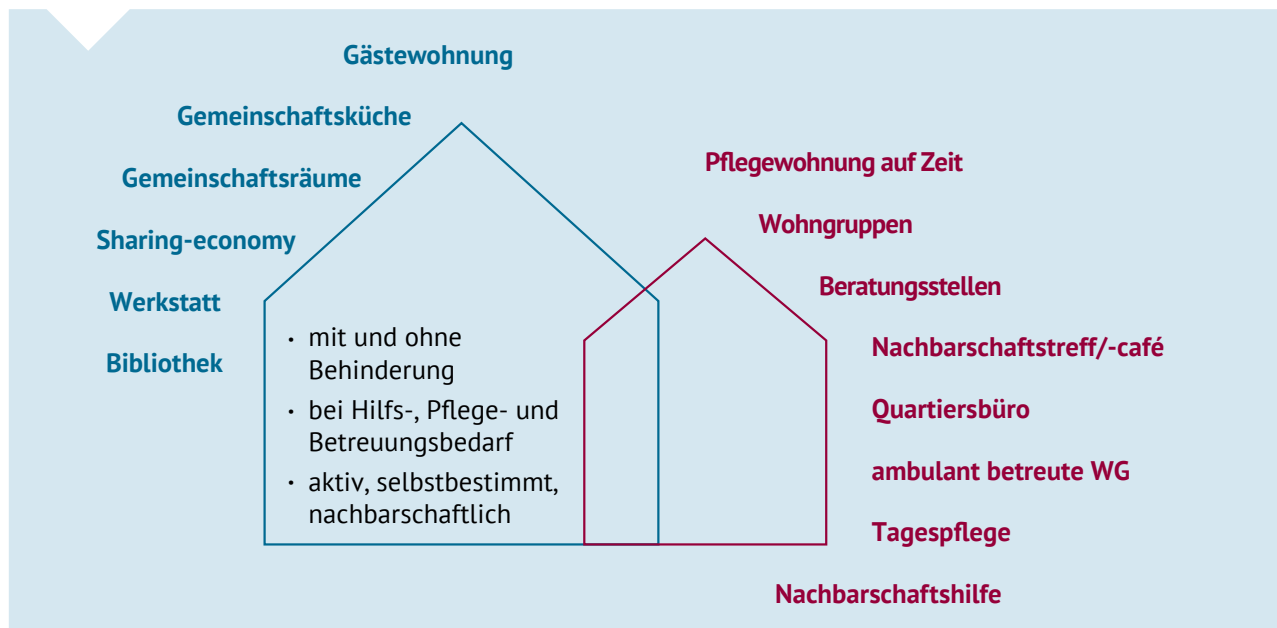 Gästewohnung
Gemeinschaftsküche
Gemeinschaftsräume
Sharing-economy
Werkstatt
Bibliothek
· mit und ohne
Behinderung
· bei Hilfs-, Pflege- und
Betreuungsbedarf
· aktiv, selbstbestimmt,
nachbarschaftlich
Pflegewohnung auf Zeit
Wohngruppen
Beratungsstellen
Nachbarschaftstreff/-café
Quartiersbüro
ambulant betreute WG
Tagespflege
Nachbarschaftshilfe